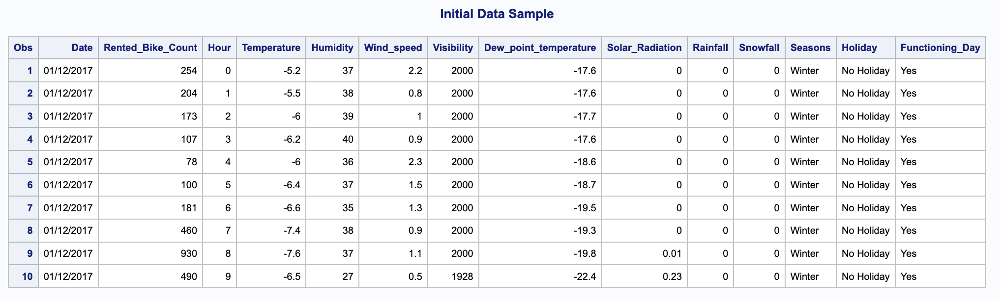 Initial Data Sample
Obs Date Rented_Bike_Count Hour Temperature Humidity Wind_speed Visibility Dew_point_temperature Solar_Radiation Rainfall Snowfall Seasons Holiday Functioning_Day
1 01/12/2017 254 0 -5.2 37 2.2 2000 -17.6 0 0 0 Winter No Holiday Yes
2 01/12/2017 204 1 -5.5 38 0.8 2000 -17.6 0 0 0 Winter No Holiday Yes
3 01/12/2017 173 2 -6 39 1 2000 -17.7 0 0 0 Winter No Holiday Yes
4 01/12/2017 107 3 -6.2 40 0.9 2000 -17.6 0 0 0 Winter No Holiday Yes
5 01/12/2017 78 4 -6 36 2.3 2000 -18.6 0 0 0 Winter No Holiday Yes
6 01/12/2017 100 5 -6.4 37 1.5 2000 -18.7 0 0 0 Winter No Holiday Yes
7 01/12/2017 181 6 -6.6 35 1.3 2000 -19.5 0 0 0 Winter No Holiday Yes
8 01/12/2017 460 7 -7.4 38 0.9 2000 -19.3 0 0 0 Winter No Holiday Yes
9 01/12/2017 930 8 -7.6 37 1.1 2000 -19.8 0.01 0 0 Winter No Holiday Yes
10 01/12/2017 490 9 -6.5 27 0.5 1928 -22.4 0.23 0 0 Winter No Holiday Yes